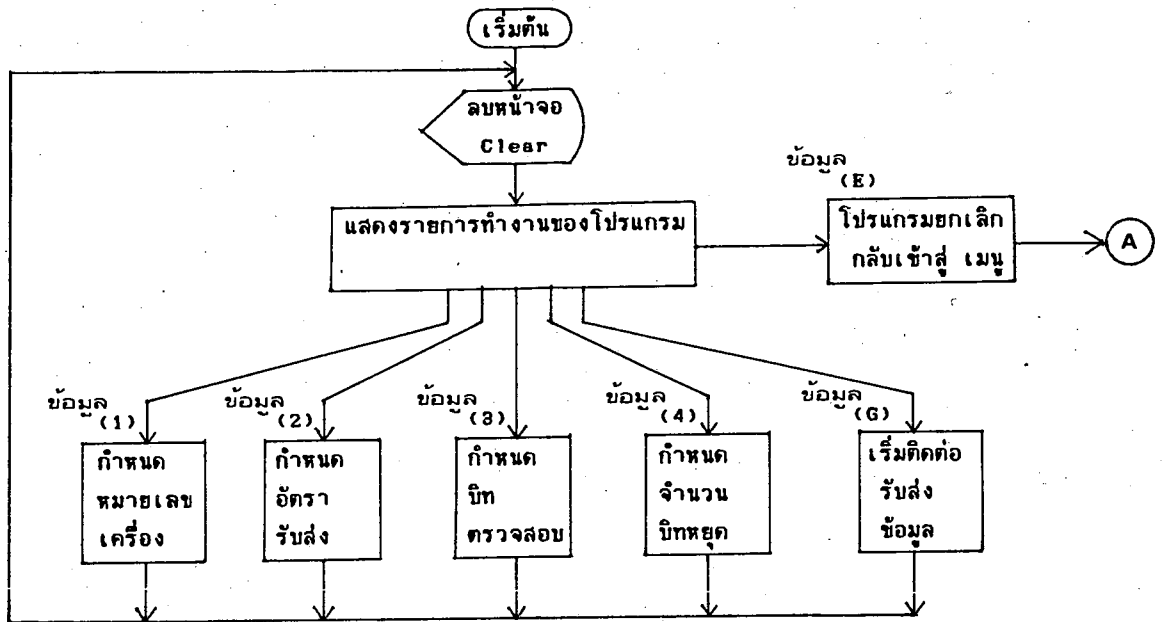 เริ่มต้น
ลบหน้าจอ
Clear
แสดงรายการทำงานของโปรแกรม
ข้อมูล
(E)
โปรแกรมยกเลิก
กลับเข้าสู่ เมนู
A
ข้อมูล
(1)
กำหนด
หมายเลข
เครื่อง
ข้อมูล
(2)
กำหนด
อัตรา
รับส่ง
ข้อมูล
(3)
กำหนด
บิท
ตรวจสอบ
ข้อมูล
(4)
กำหนด
จำนวน
บิทหยุด
ข้อมูล
(G)
เริ่มติดต่อ
รับส่ง
ข้อมูล